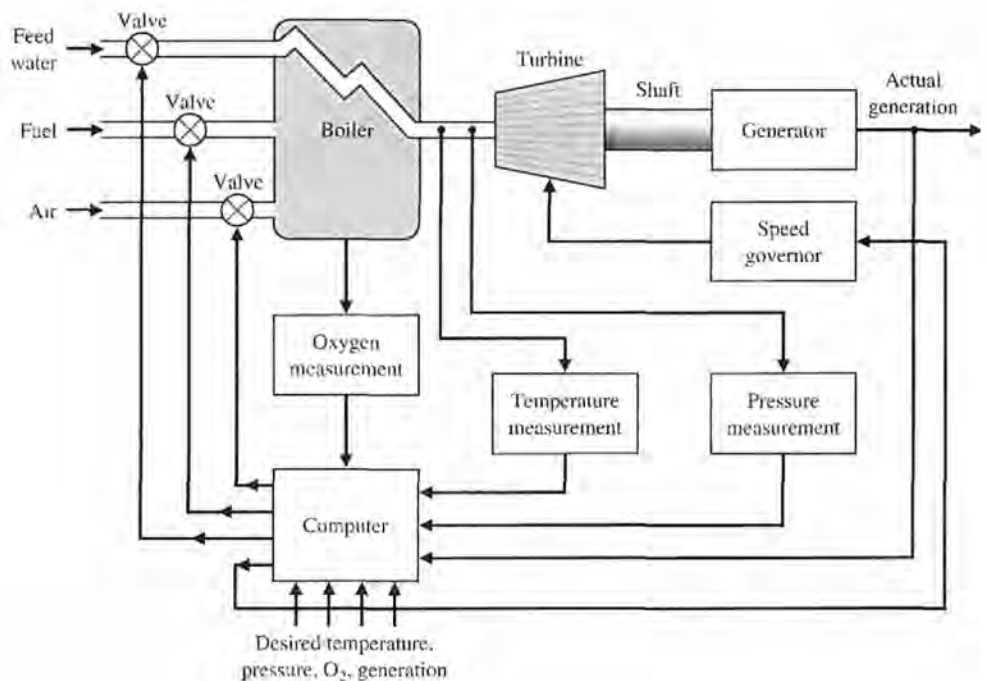 Valve
Feed
water
Turbine
Actual
generation
Valve
Shaft
Fuel
Boiler
Generator
Valve
Air
Speed
governor
Oxygen
measurement
Temperature
measurement
Pressure
measurement
Computer
Desired temperature,
pressure, O₂, generation